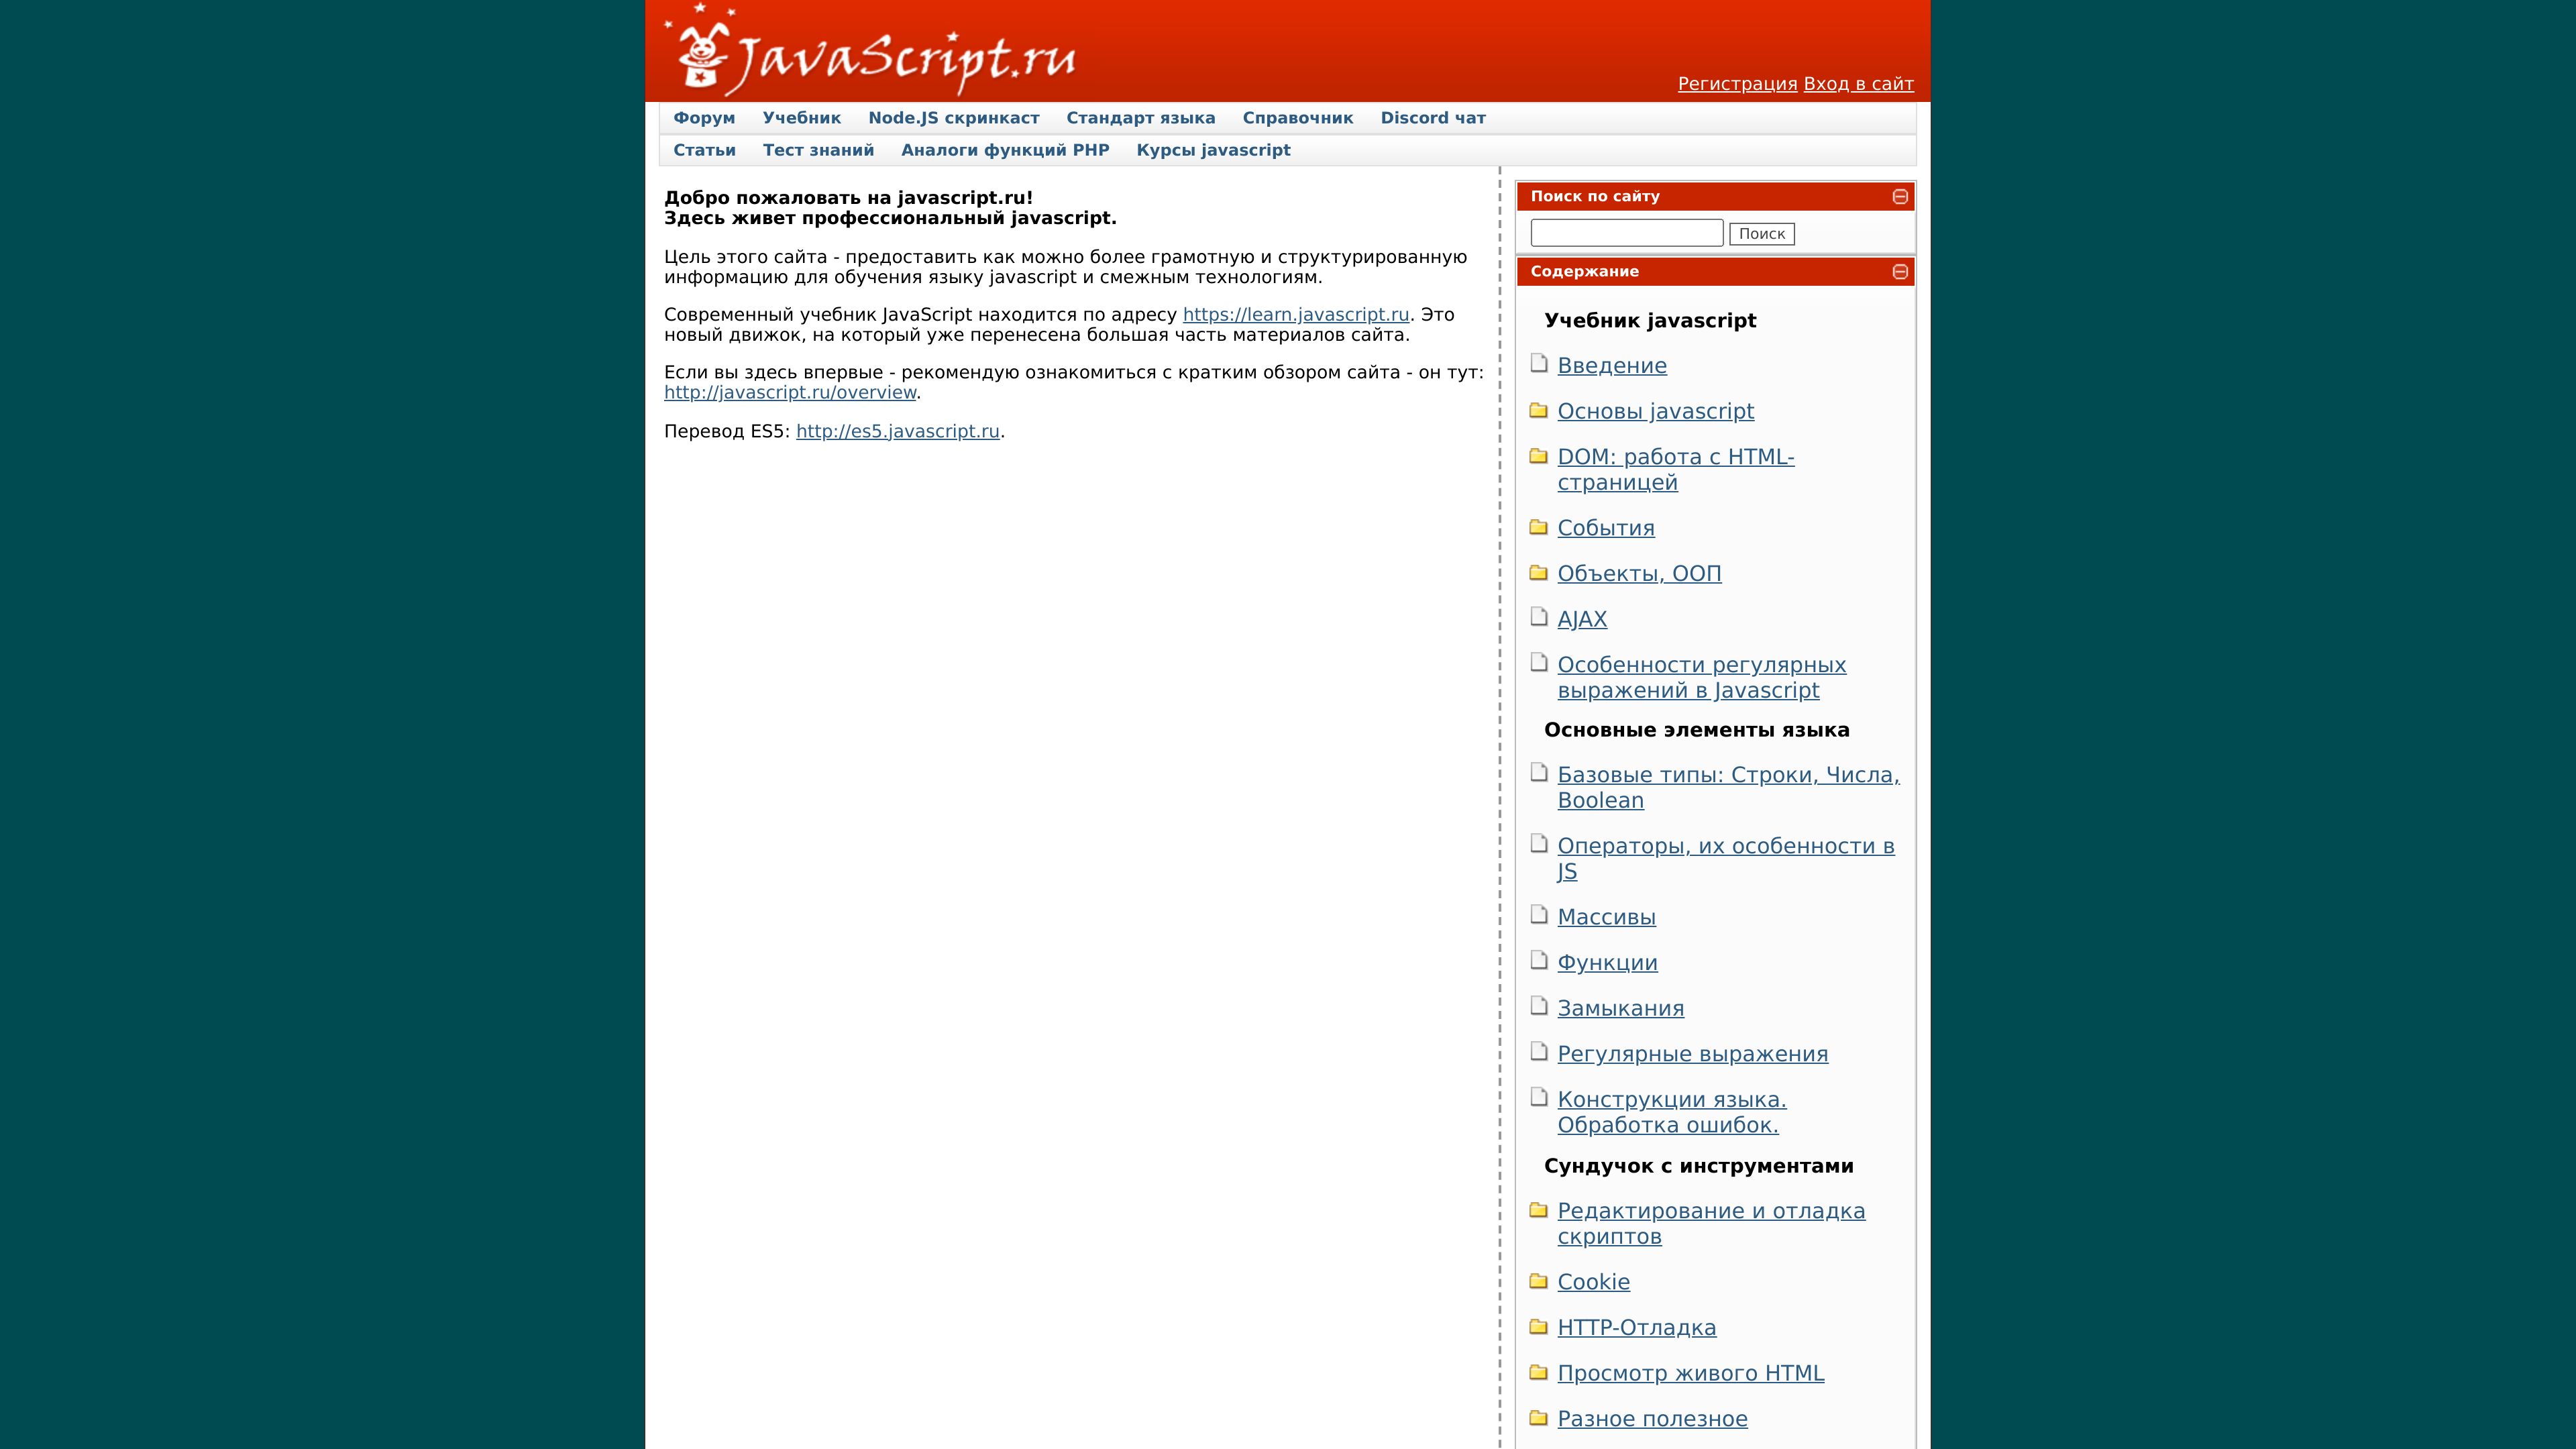 JavaScript.ru
Регистрация Вход в сайт
Форум Учебник Node.JS скринкаст Стандарт языка Справочник Discord чат
Статьи Тест знаний Аналоги функций PHP Курсы javascript
Добро пожаловать на javascript.ru!
Здесь живет профессиональный javascript.
Цель этого сайта - предоставить как можно более грамотную и структурированную
информацию для обучения языку javascript и смежным технологиям.
Современный учебник JavaScript находится по адресу https://learn.javascript.ru. Это
новый движок, на который уже перенесена большая часть материалов сайта.
Если вы здесь впервые - рекомендую ознакомиться с кратким обзором сайта - он тут:
http://javascript.ru/overview.
Перевод ES5: http://es5.javascript.ru.
Поиск по сайту
Поиск
Содержание
Учебник javascript
Введение
Основы javascript
DOM: работа с HTML-
страницей
События
Объекты, ООП
AJAX
Особенности регулярных
выражений в Javascript
Основные элементы языка
Базовые типы: Строки, Числа,
Boolean
Операторы, их особенности в
JS
Массивы
Функции
Замыкания
Регулярные выражения
Конструкции языка.
Обработка ошибок.
Сундучок с инструментами
Редактирование и отладка
скриптов
Cookie
HTTP-Отладка
Просмотр живого HTML
Разное полезное